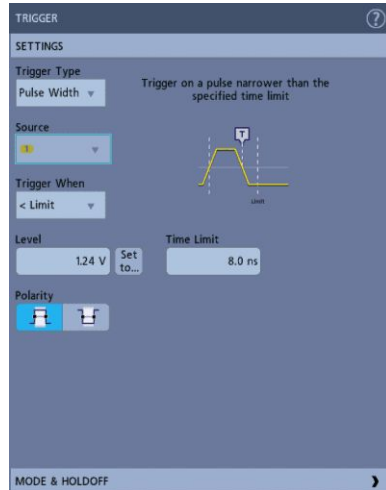 TRIGGER
?
SETTINGS
Trigger Type
Pulse Width
Trigger on a pulse narrower than the
specified time limit
Source
1
T
LIMIT
Trigger When
< Limit
Level
Time Limit
1.24 V
Set
to...
8.0 ns
Polarity
MODE & HOLDOFF